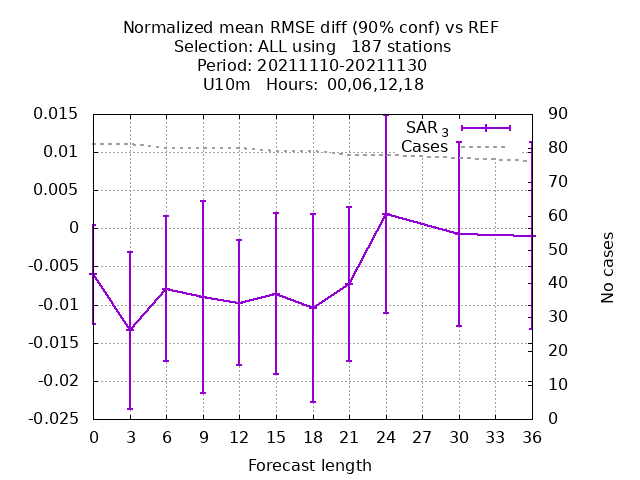 Normalized mean RMSE diff (90% conf) vs REF
Selection: ALL using   187 stations
Period: 20211110-20211130
U10m   Hours:  00,06,12,18
0.015
0.01
0.005
0
-0.005
-0.01
-0.015
-0.02
-0.025
SAR 3
Cases
90
80
70
60
50
40
30
20
10
0
No cases
0 3 6 9 12 15 18 21 24 27 30 33 36
Forecast length